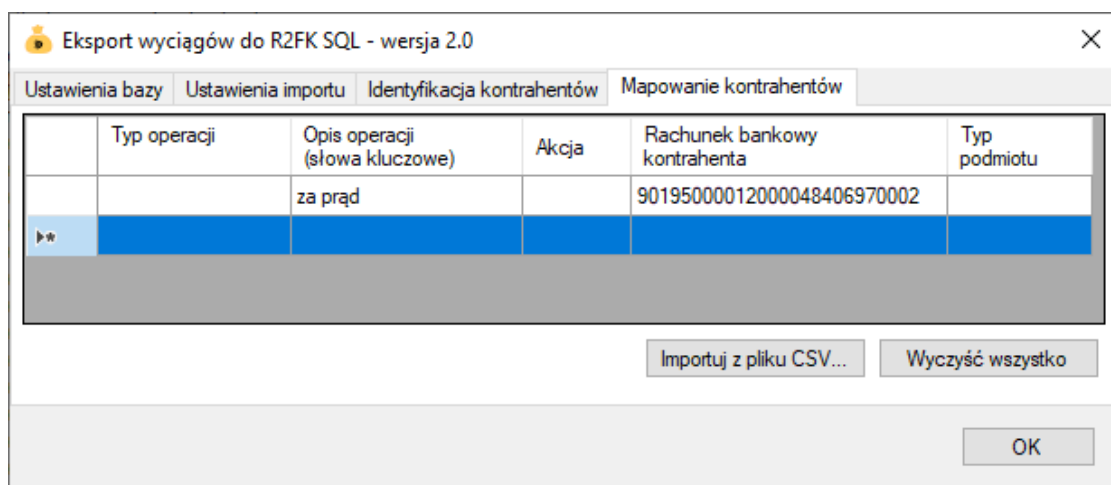 Eksport wyciągów do R2FK SQL - wersja 2.0
Ustawienia bazy Ustawienia importu Identyfikacja kontrahentów Mapowanie kontrahentów
Typ operacji Opis operacji (słowa kluczowe) Akcja Rachunek bankowy kontrahenta Typ podmiotu
za prąd 90195000012000048406970002
Importuj z pliku CSV... Wyczyść wszystko
OK